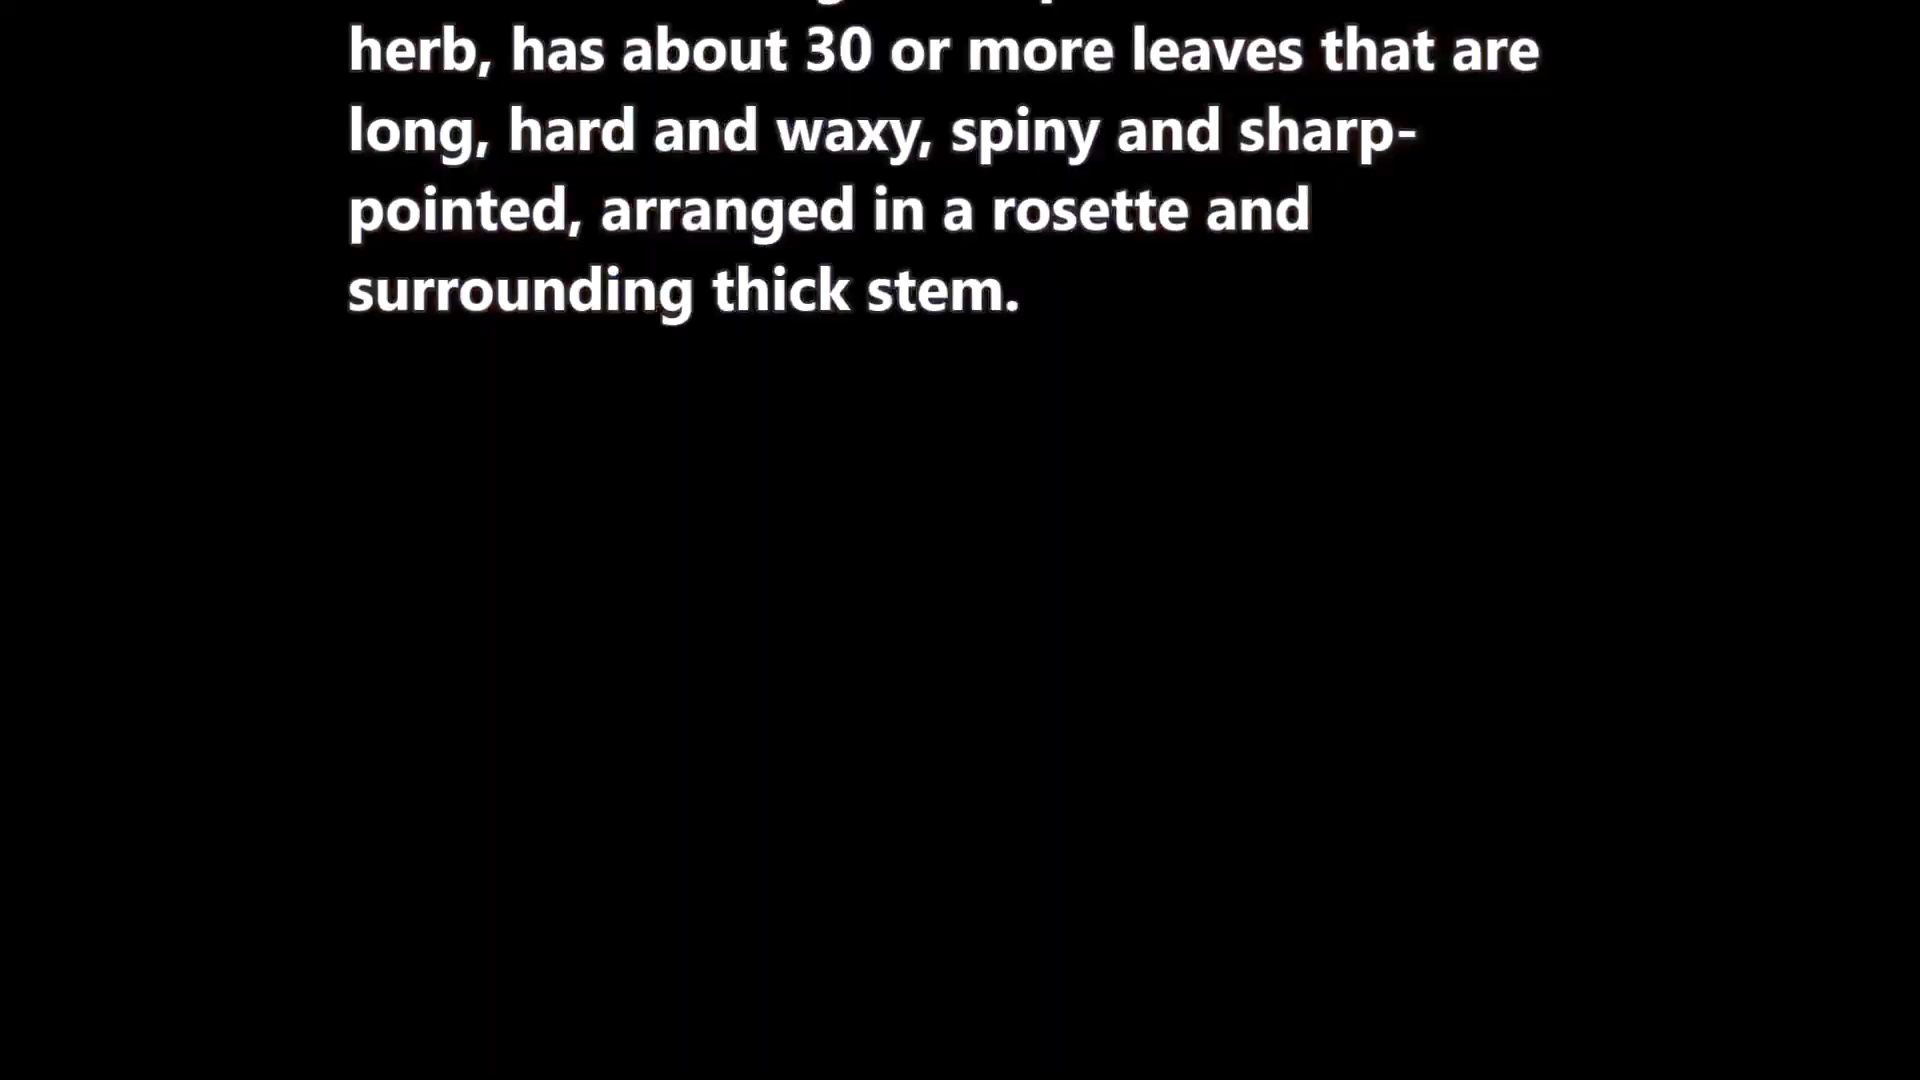 herb, has about 30 or more leaves that are
long, hard and waxy, spiny and sharp-
pointed, arranged in a rosette and
surrounding thick stem.